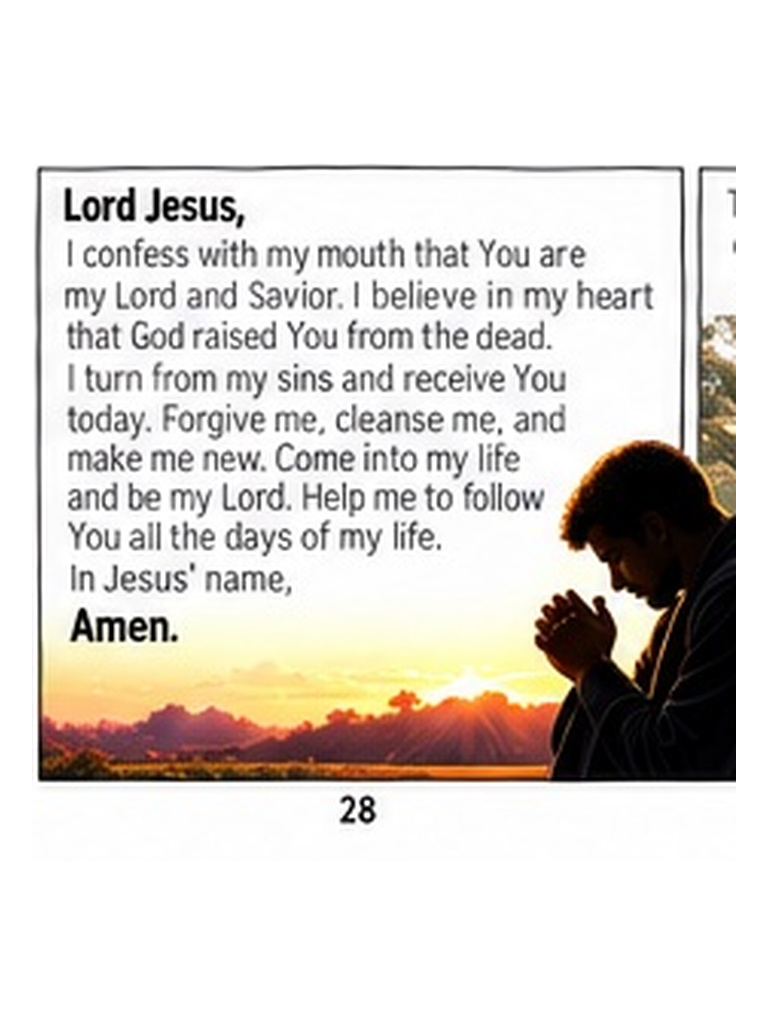 Lord Jesus,
I confess with my mouth that You are
my Lord and Savior. I believe in my heart
that God raised You from the dead.
I turn from my sins and receive You
today. Forgive me, cleanse me, and
make me new. Come into my life
and be my Lord. Help me to follow
You all the days of my life.
In Jesus' name,
Amen.
28